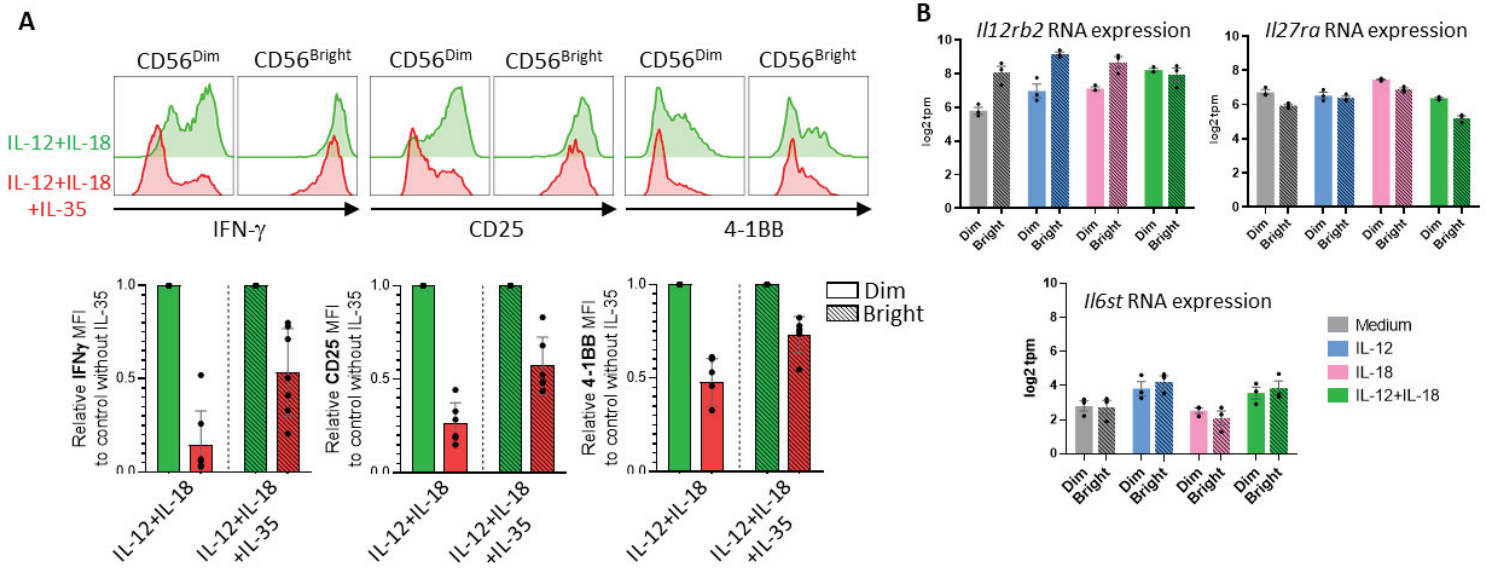 A
CD56Dim CD56Bright CD56Dim CD56Bright CD56Dim CD56Bright
IL-12+IL-18
IL-12+IL-18
+IL-35
IFN-γ CD25 4-1BB
Relative IFNγ MFI
to control without IL-35
1.0
0.5
0.0
IL-12+IL-18
IL-12+IL-18
+IL-35
Relative CD25 MFI
to control without IL-35
1.0
0.5
0.0
IL-12+IL-18
IL-12+IL-18
+IL-35
Relative 4-1BB MFI
to control without IL-35
1.0
0.5
0.0
IL-12+IL-18
IL-12+IL-18
+IL-35
Dim
Bright
B
Il12rb2 RNA expression
log2 tpm
10
8
6
4
2
0
Dim Bright Dim Bright Dim Bright Dim Bright
Il27ra RNA expression
log2 tpm
10
8
6
4
2
0
Dim Bright Dim Bright Dim Bright Dim Bright
Il6st RNA expression
log2 tpm
10
8
6
4
2
0
Dim Bright Dim Bright Dim Bright Dim Bright
Medium
IL-12
IL-18
IL-12+IL-18